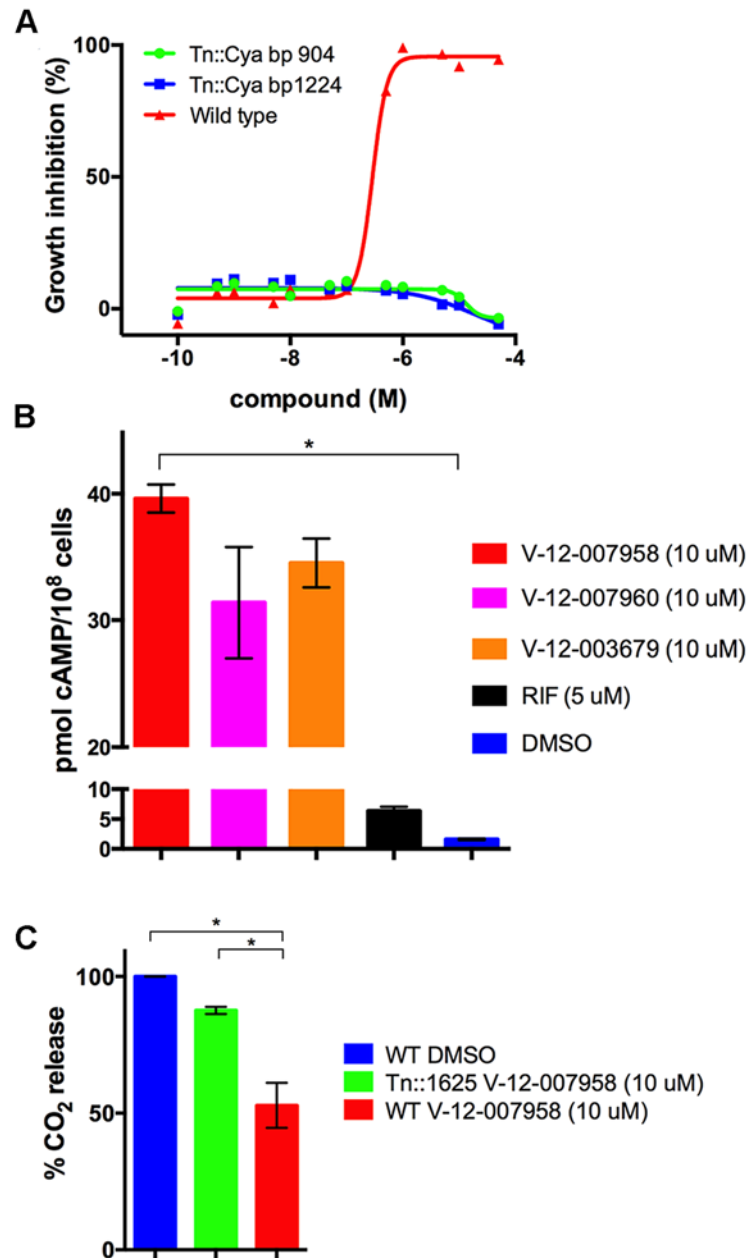 A
Growth inhibition (%)
100
50
0
Tn::Cya bp 904
Tn::Cya bp1224
Wild type
-10
-8
-6
-4
compound (M)
B
*
pmol cAMP/10⁸ cells
40
30
20
10
5
0
V-12-007958 (10 uM)
V-12-007960 (10 uM)
V-12-003679 (10 uM)
RIF (5 uM)
DMSO
C
*
*
% CO₂ release
100
50
0
WT DMSO
Tn::1625 V-12-007958 (10 uM)
WT V-12-007958 (10 uM)